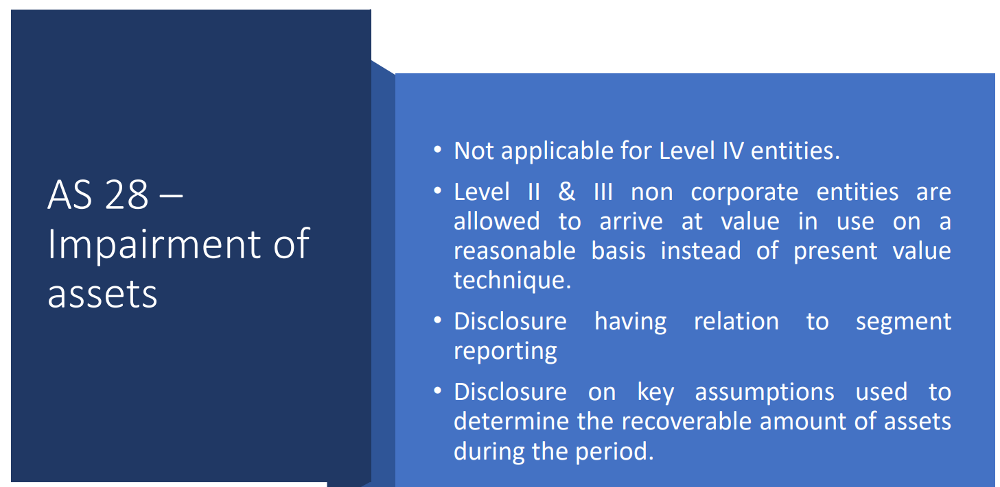 AS 28 –
Impairment of
assets
• Not applicable for Level IV entities.
• Level II & III non corporate entities are
allowed to arrive at value in use on a
reasonable basis instead of present value
technique.
• Disclosure having relation to segment
reporting
• Disclosure on key assumptions used to
determine the recoverable amount of assets
during the period.